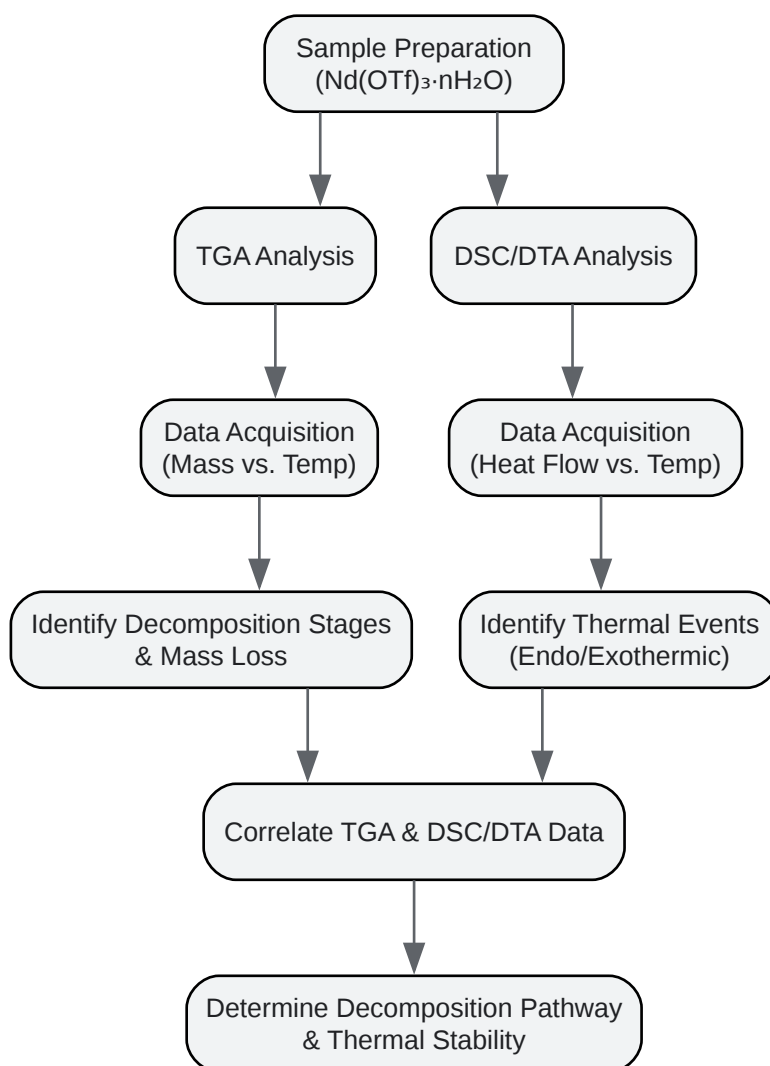 Sample Preparation
(Nd(OTf)₃·nH₂O)
TGA Analysis
DSC/DTA Analysis
Data Acquisition
(Mass vs. Temp)
Data Acquisition
(Heat Flow vs. Temp)
Identify Decomposition Stages
& Mass Loss
Identify Thermal Events
(Endo/Exothermic)
Correlate TGA & DSC/DTA Data
Determine Decomposition Pathway
& Thermal Stability